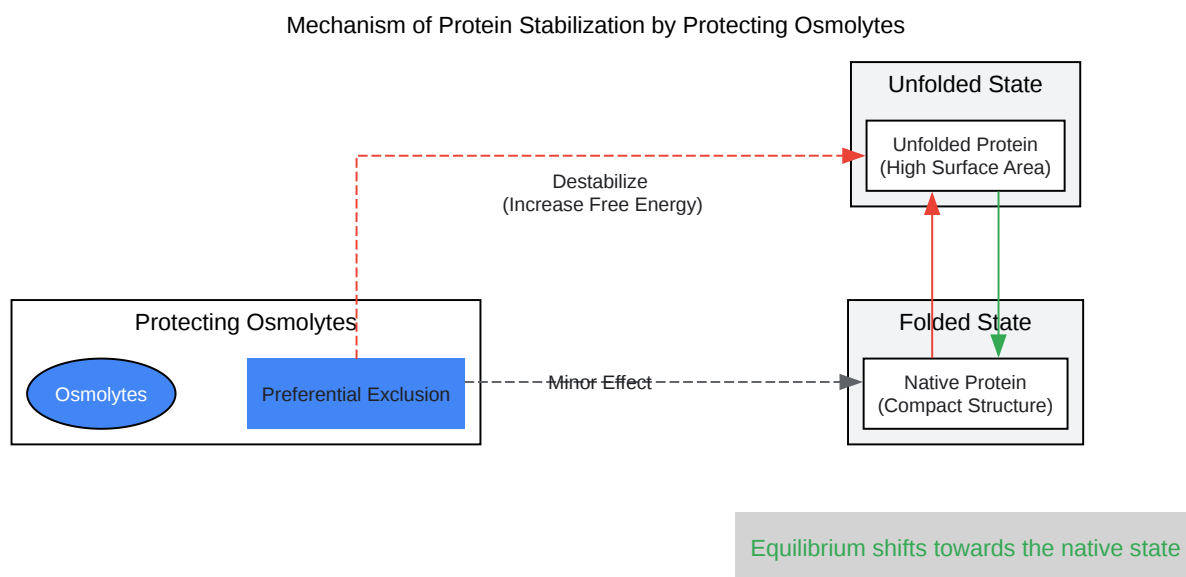 Mechanism of Protein Stabilization by Protecting Osmolytes
Unfolded State
Unfolded Protein
(High Surface Area)
Destabilize
(Increase Free Energy)
Protecting Osmolytes
Osmolytes
Preferential Exclusion
Minor Effect
Folded State
Native Protein
(Compact Structure)
Equilibrium shifts towards the native state